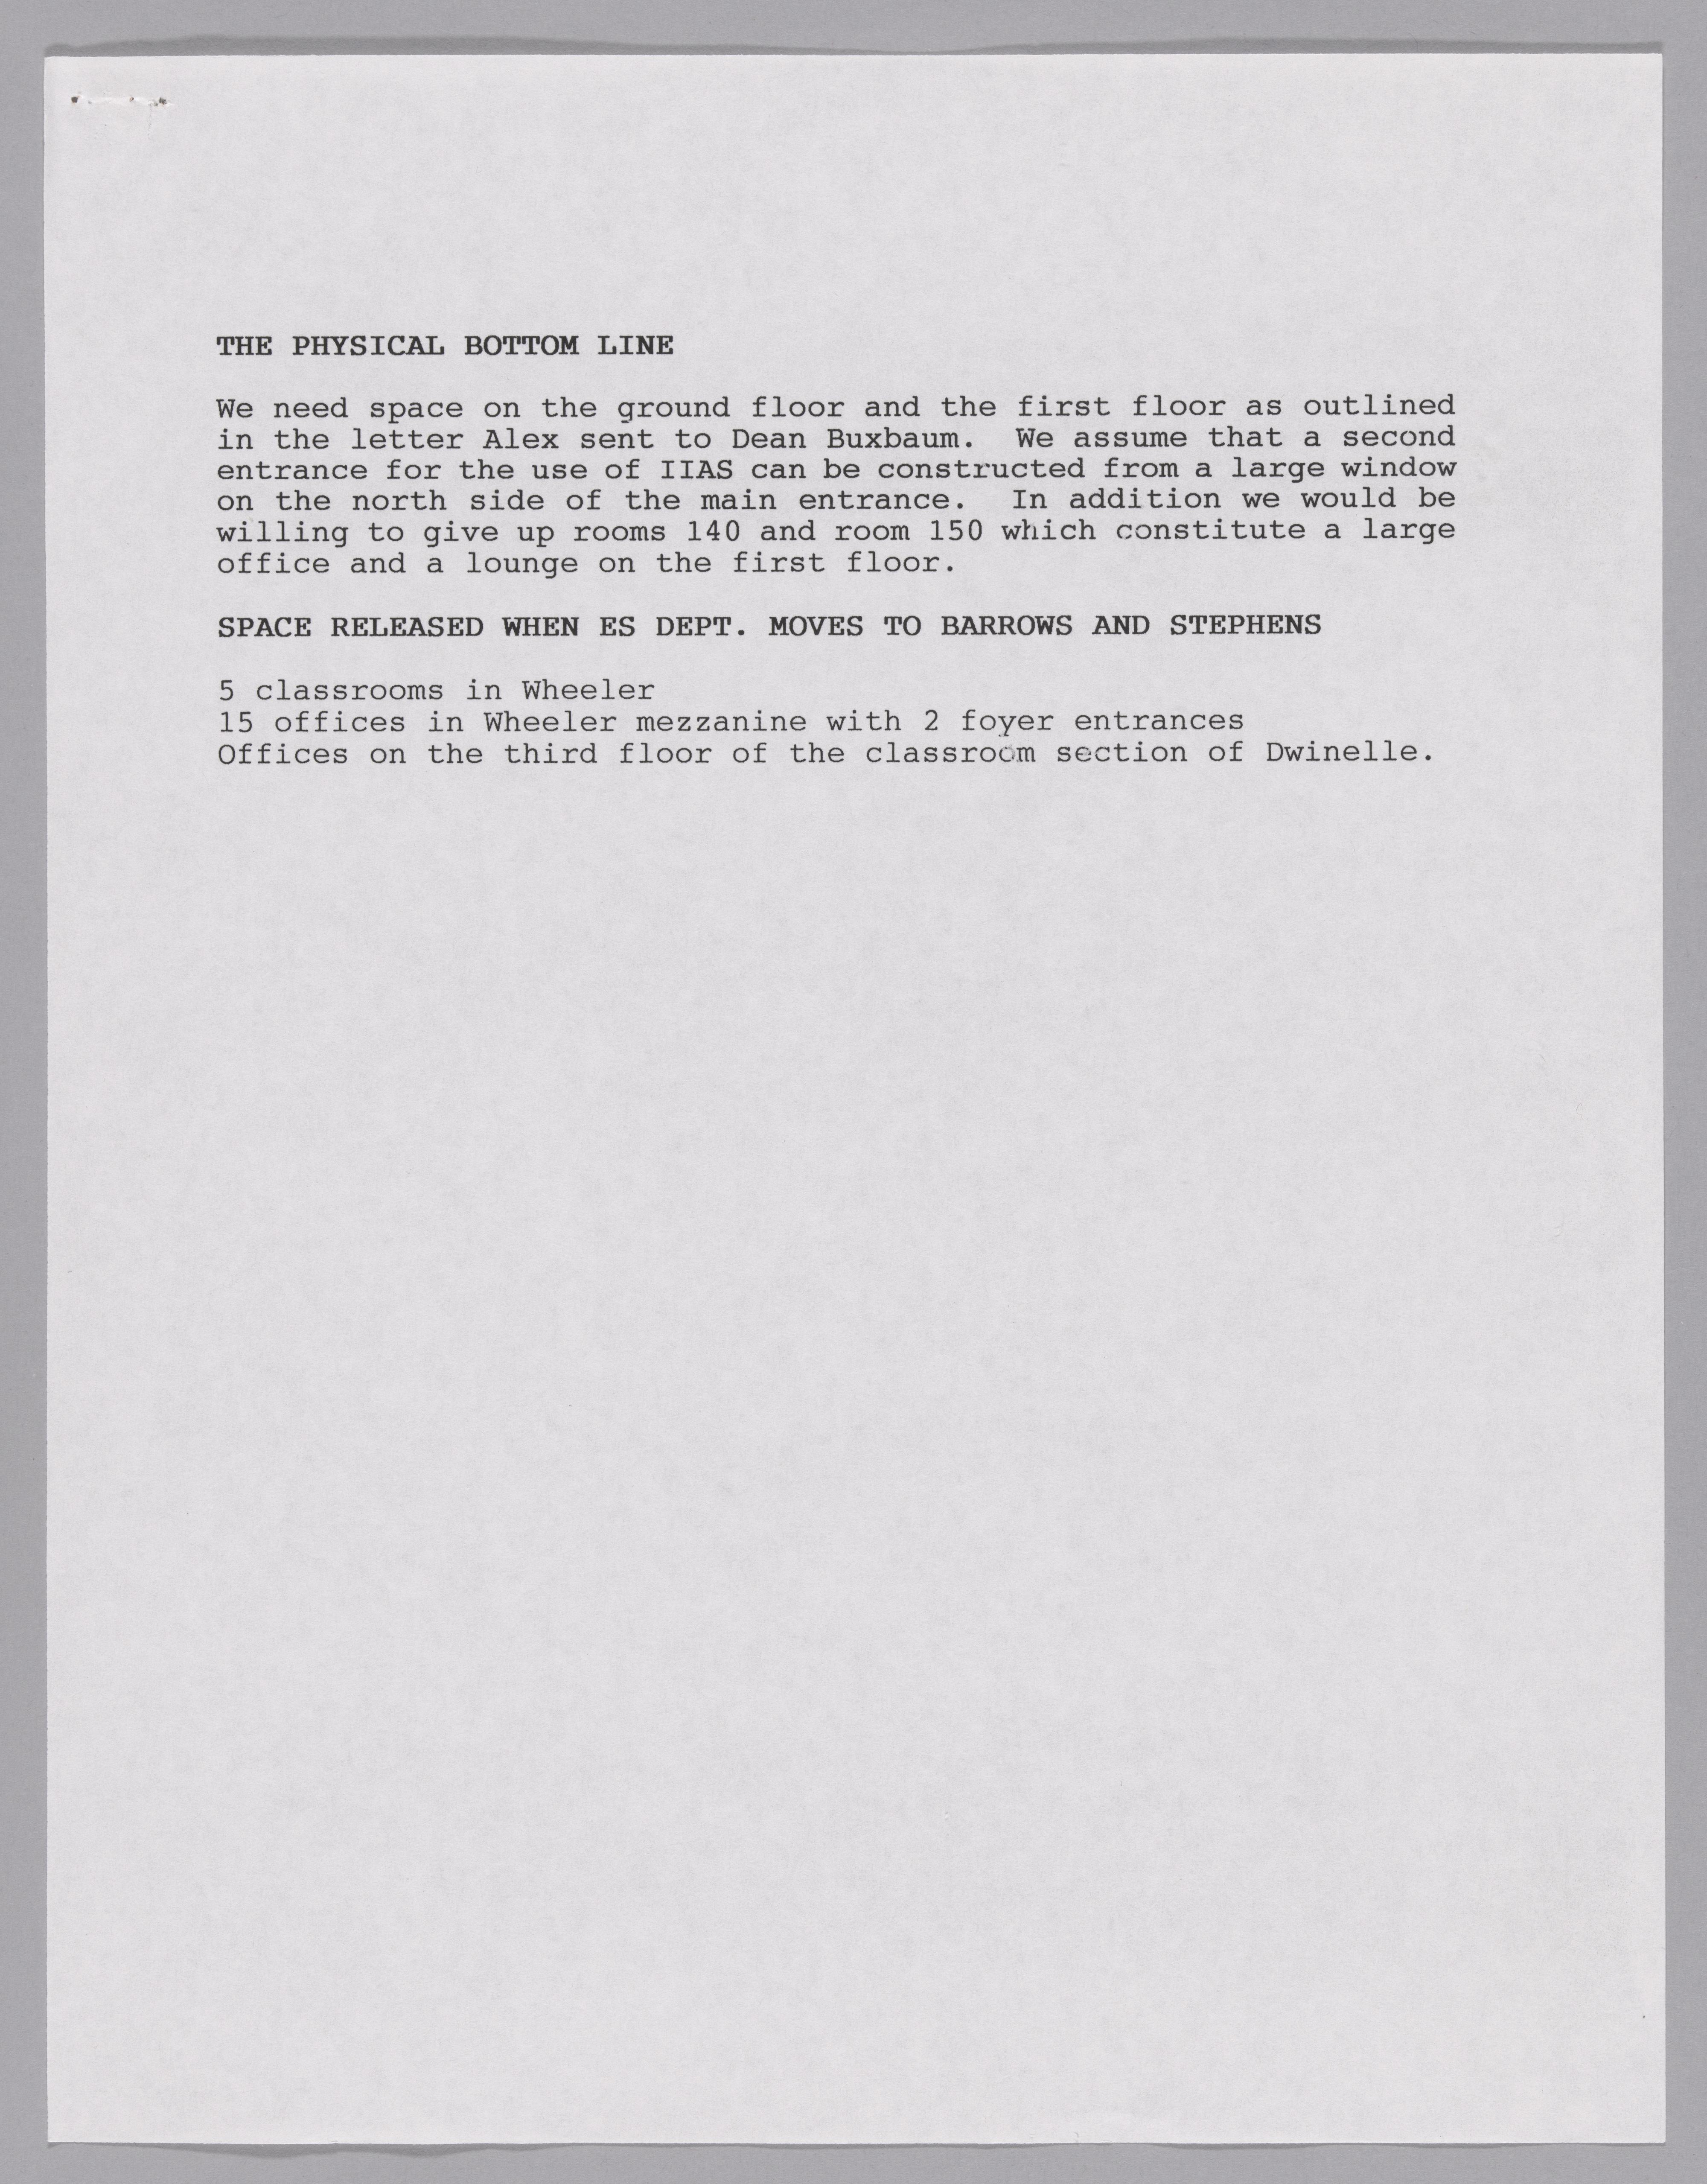 THE PHYSICAL BOTTOM LINE
We need space on the ground floor and the first floor as outlined
in the letter Alex sent to Dean Buxbaum.  We assume that a second
entrance for the use of IIAS can be constructed from a large window
on the north side of the main entrance.  In addition we would be
willing to give up rooms 140 and room 150 which constitute a large
office and a lounge on the first floor.
SPACE RELEASED WHEN ES DEPT. MOVES TO BARROWS AND STEPHENS
5 classrooms in Wheeler
15 offices in Wheeler mezzanine with 2 foyer entrances
Offices on the third floor of the classroom section of Dwinelle.